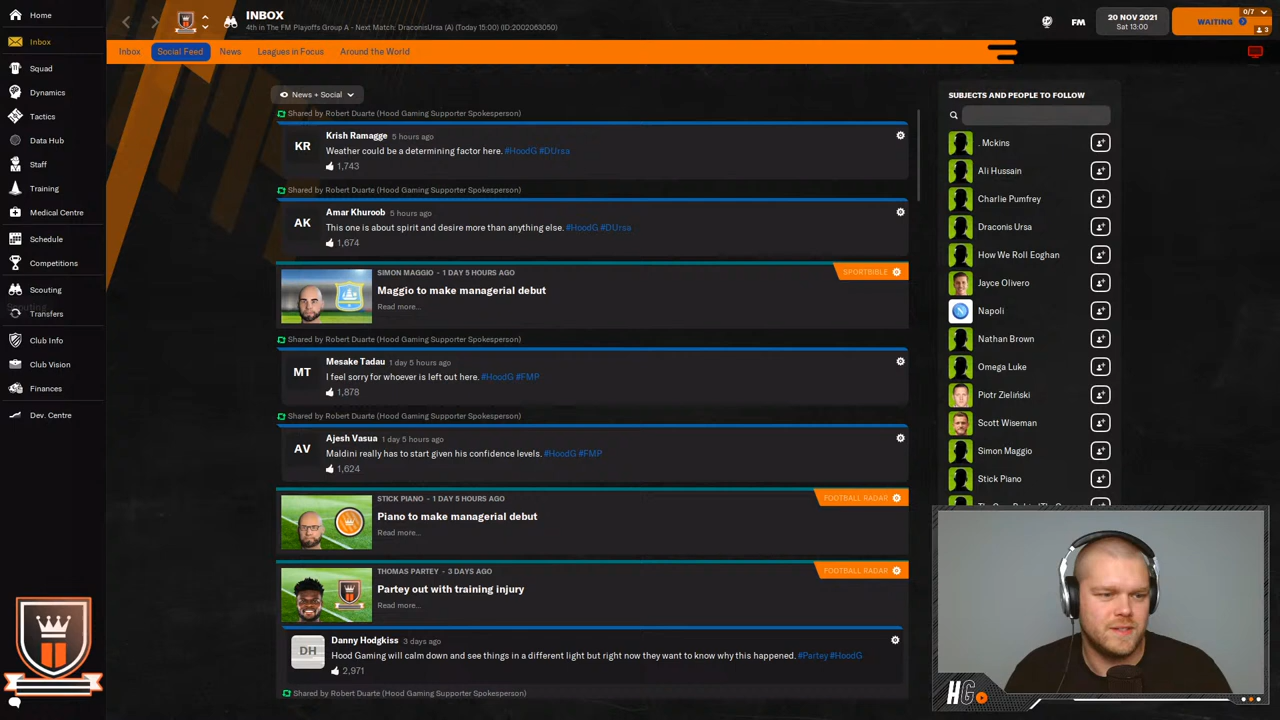 Home
Inbox
Squad
Dynamics
Tactics
Data Hub
Staff
Training
Medical Centre
Schedule
Competitions
Scouting
Scouting
Transfers
Club Info
Club Vision
Finances
Dev. Centre
INBOX
4th in The FM Playoffs Group A - Next Match: DraconisUrsa (A) (Today 15:00) (ID:2002063050)
FM
20 NOV 2021
Sat 13:00
WAITING
0/7
3
Inbox
Social Feed
News
Leagues in Focus
Around the World
News + Social
Shared by Robert Duarte (Hood Gaming Supporter Spokesperson)
KR
Krish Ramagge 5 hours ago
Weather could be a determining factor here. #HoodG #DUrsa
1,743
Shared by Robert Duarte (Hood Gaming Supporter Spokesperson)
AK
Amar Khuroob 5 hours ago
This one is about spirit and desire more than anything else. #HoodG #DUrsa
1,674
SIMON MAGGIO - 1 DAY 5 HOURS AGO
SPORTBIBLE
Maggio to make managerial debut
Read more...
Shared by Robert Duarte (Hood Gaming Supporter Spokesperson)
MT
Mesake Tadau 1 day 5 hours ago
I feel sorry for whoever is left out here. #HoodG #FMP
1,878
Shared by Robert Duarte (Hood Gaming Supporter Spokesperson)
AV
Ajesh Vasua 1 day 5 hours ago
Maldini really has to start given his confidence levels. #HoodG #FMP
1,624
STICK PIANO - 1 DAY 5 HOURS AGO
FOOTBALL RADAR
Piano to make managerial debut
Read more...
THOMAS PARTEY - 3 DAYS AGO
FOOTBALL RADAR
Partey out with training injury
Read more...
DH
Danny Hodgkiss 3 days ago
Hood Gaming will calm down and see things in a different light but right now they want to know why this happened. #Partey #HoodG
2,971
Shared by Robert Duarte (Hood Gaming Supporter Spokesperson)
SUBJECTS AND PEOPLE TO FOLLOW
. Mckins
Ali Hussain
Charlie Pumfrey
Draconis Ursa
How We Roll Eoghan
Jayce Olivero
Napoli
Nathan Brown
Omega Luke
Piotr Zieliński
Scott Wiseman
Simon Maggio
Stick Piano
HG